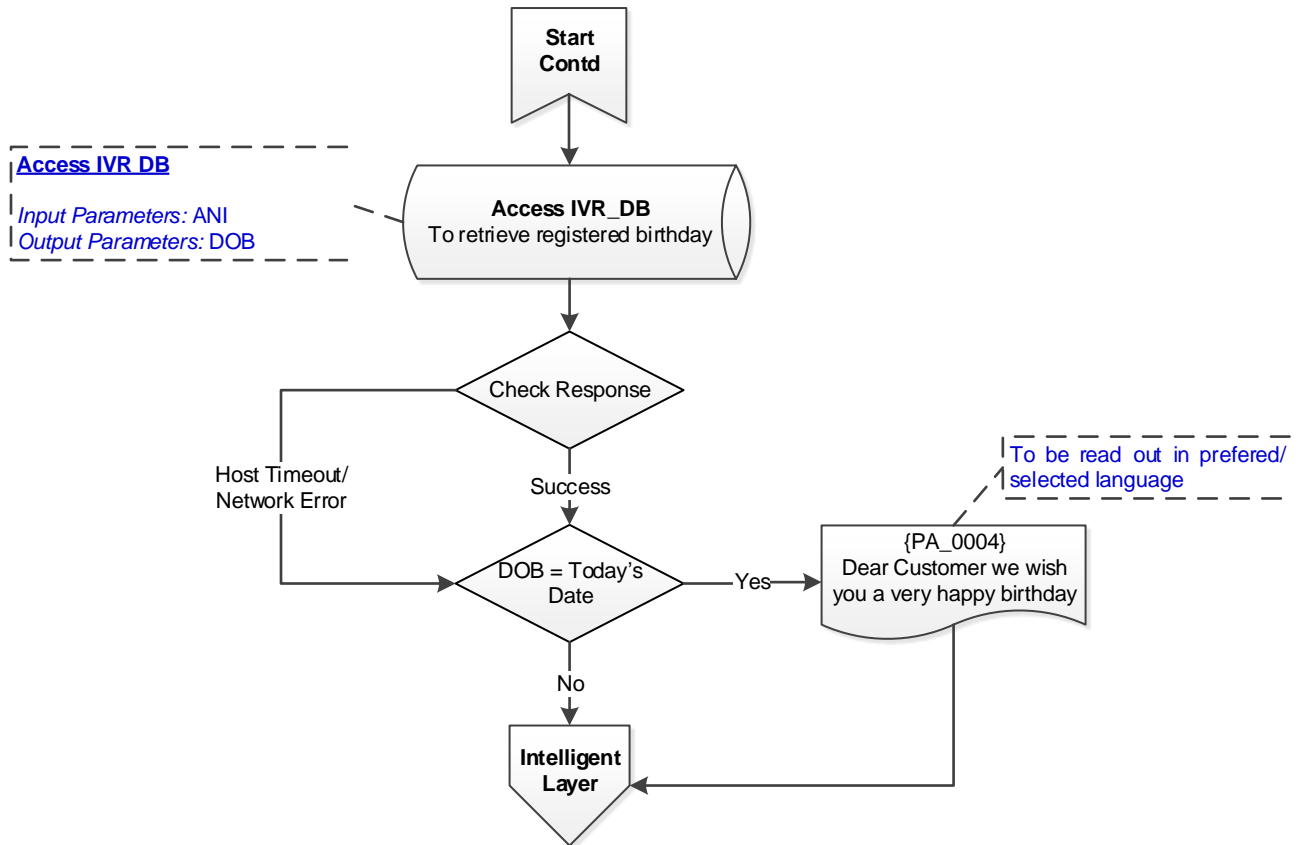 Start
Contd
Access IVR DB
Input Parameters: ANI
Output Parameters: DOB
Access IVR_DB
To retrieve registered birthday
Check Response
Host Timeout/
Network Error
Success
To be read out in prefered/
selected language
DOB = Today's
Date
Yes
{PA_0004}
Dear Customer we wish
you a very happy birthday
No
Intelligent
Layer